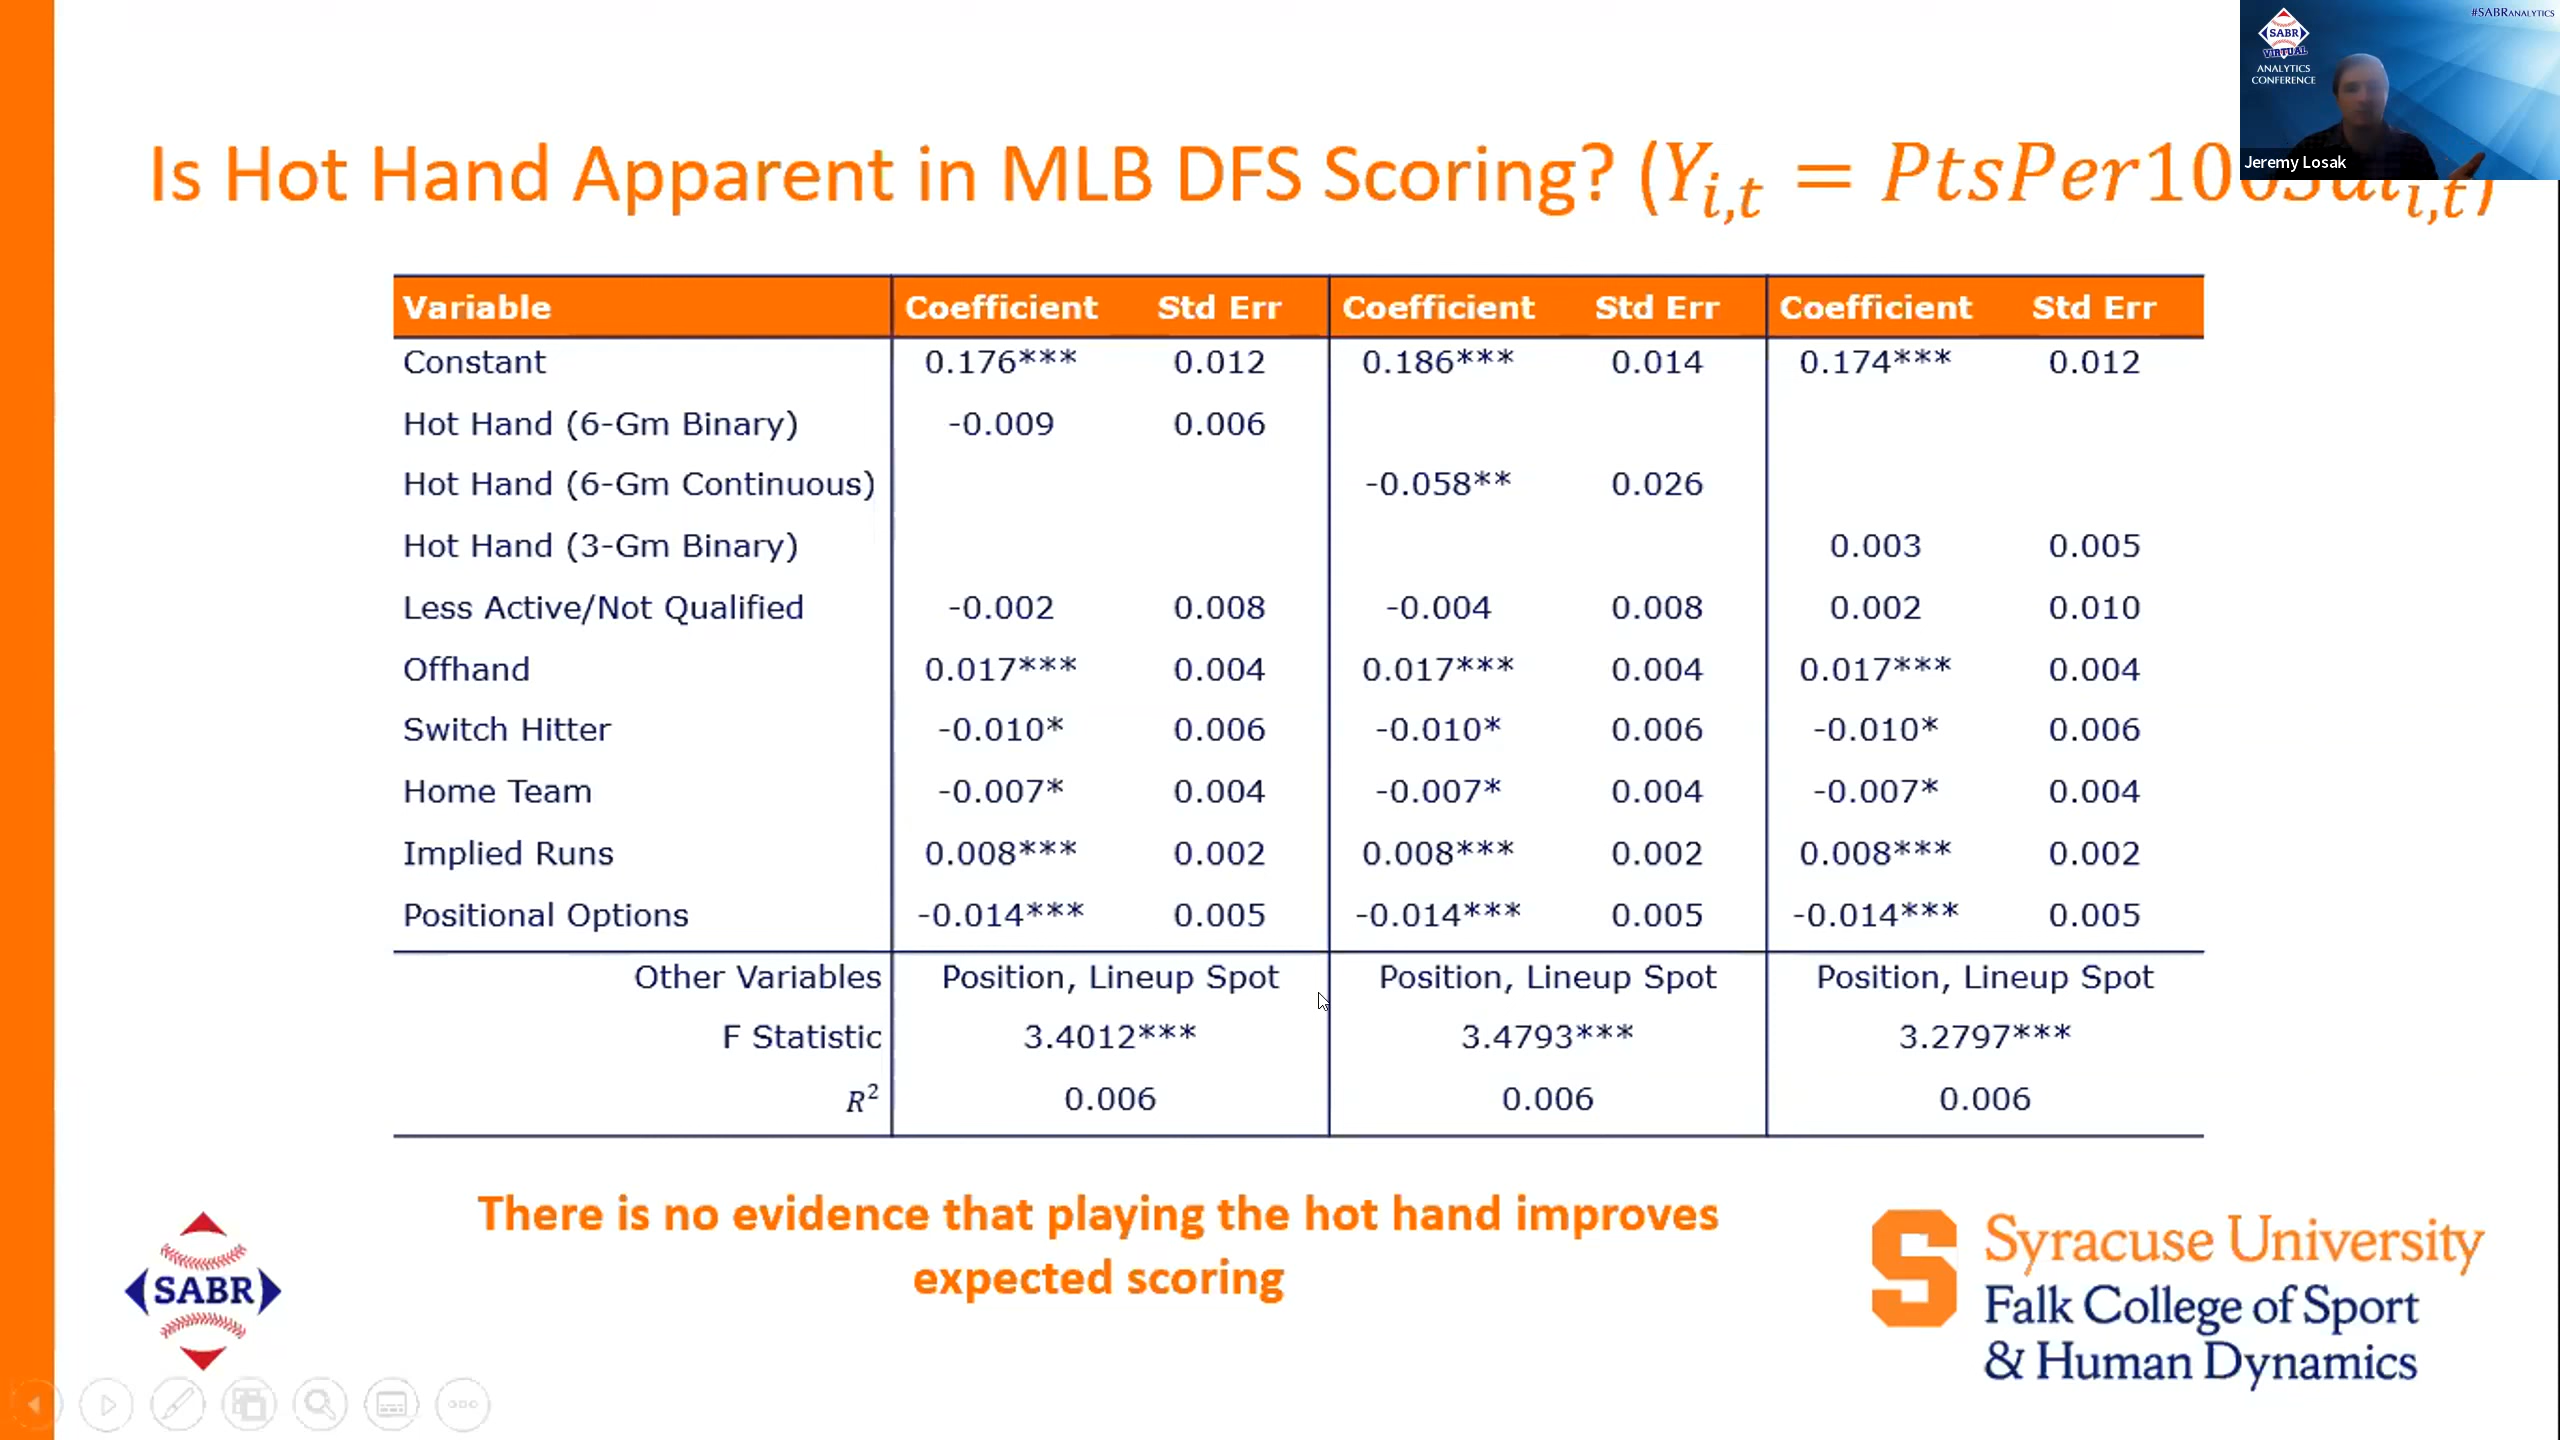 #SABRANALYTICS
SABR
VIRTUAL
ANALYTICS
CONFERENCE
Jeremy Losak
Is Hot Hand Apparent in MLB DFS Scoring? (Y_{i,t} =
Variable Coefficient Std Err Coefficient Std Err Coefficient Std Err
Constant 0.176*** 0.012 0.186*** 0.014 0.174*** 0.012
Hot Hand (6-Gm Binary) -0.009 0.006
Hot Hand (6-Gm Continuous) -0.058** 0.026
Hot Hand (3-Gm Binary) 0.003 0.005
Less Active/Not Qualified -0.002 0.008 -0.004 0.008 0.002 0.010
Offhand 0.017*** 0.004 0.017*** 0.004 0.017*** 0.004
Switch Hitter -0.010* 0.006 -0.010* 0.006 -0.010* 0.006
Home Team -0.007* 0.004 -0.007* 0.004 -0.007* 0.004
Implied Runs 0.008*** 0.002 0.008*** 0.002 0.008*** 0.002
Positional Options -0.014*** 0.005 -0.014*** 0.005 -0.014*** 0.005
Other Variables Position, Lineup Spot Position, Lineup Spot Position, Lineup Spot
F Statistic 3.4012*** 3.4793*** 3.2797***
R² 0.006 0.006 0.006
There is no evidence that playing the hot hand improves
expected scoring
SABR
S
Syracuse University
Falk College of Sport
& Human Dynamics